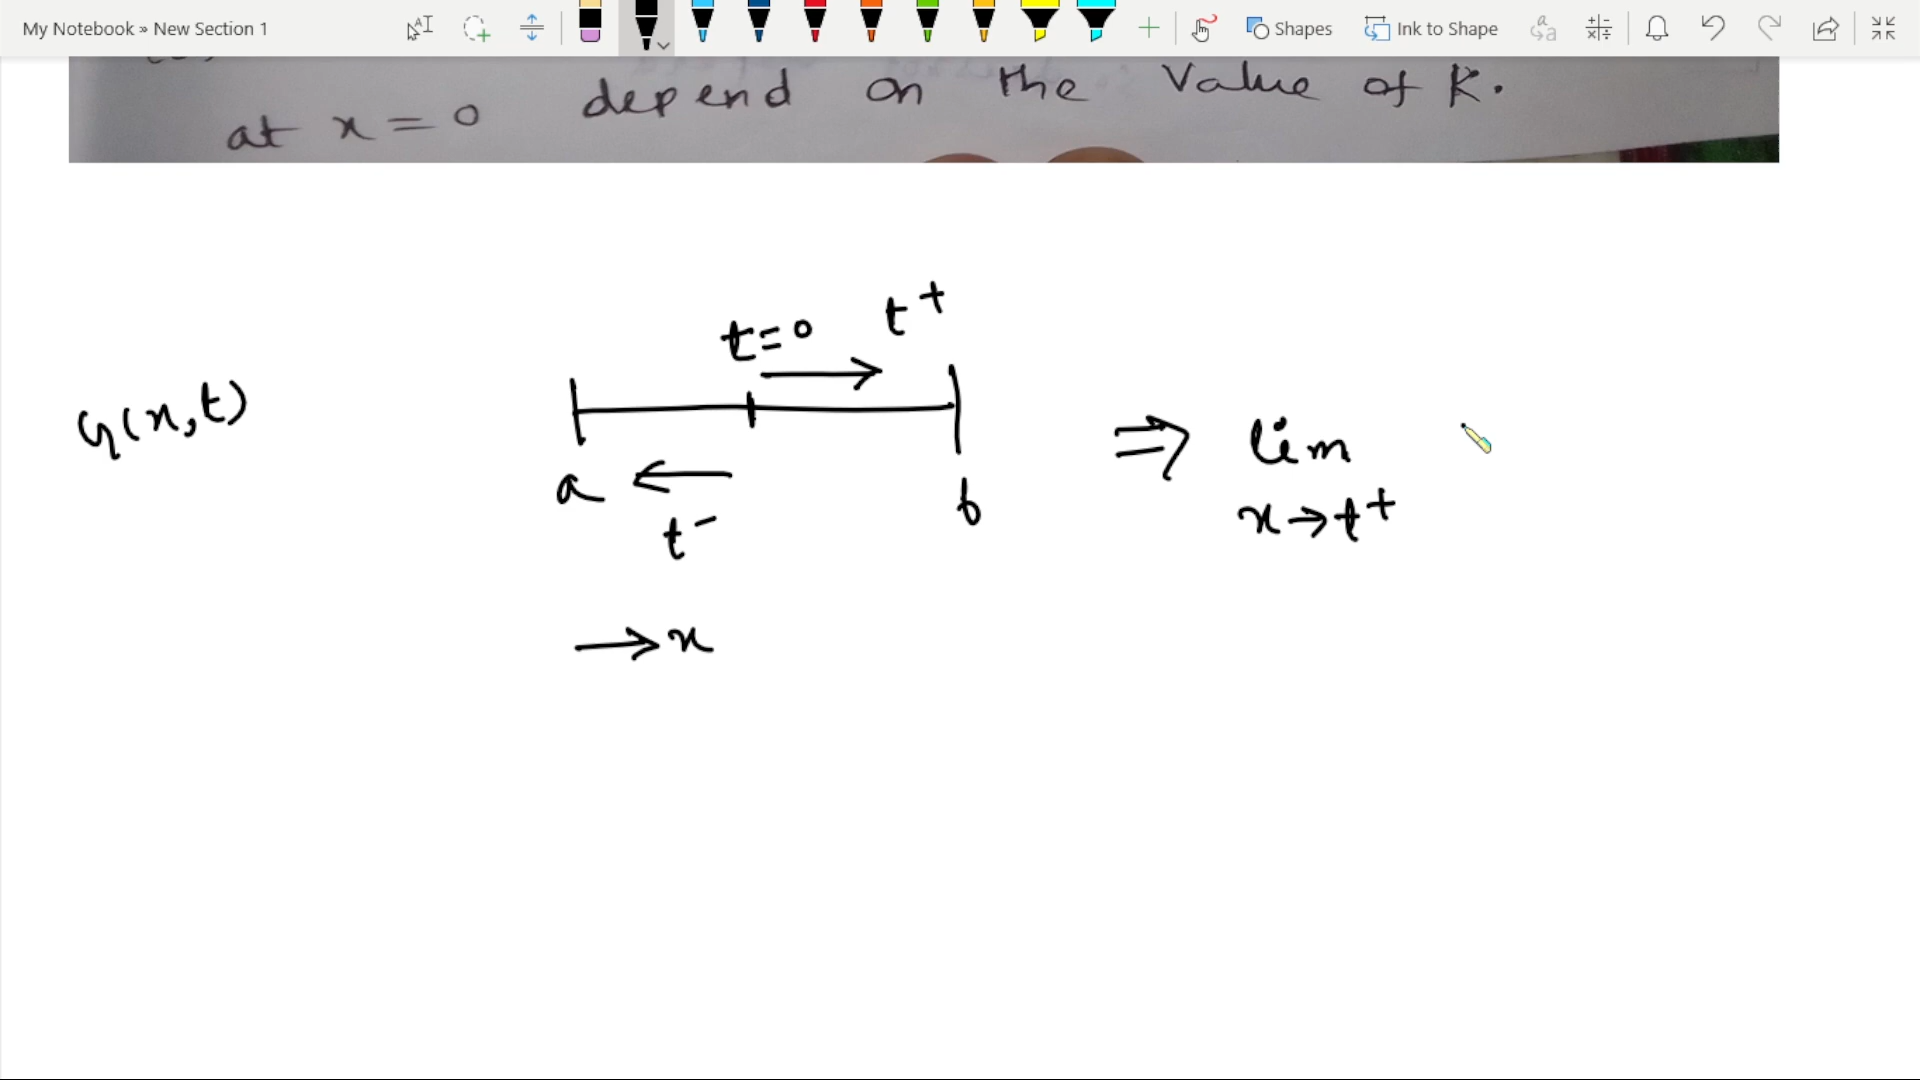 My Notebook » New Section 1
Shapes
Ink to Shape
at x = 0 depend on the Value of K.
t=0 t⁺
G(x,t)
a t⁻ b
⇒ lim
x→t⁺
→x